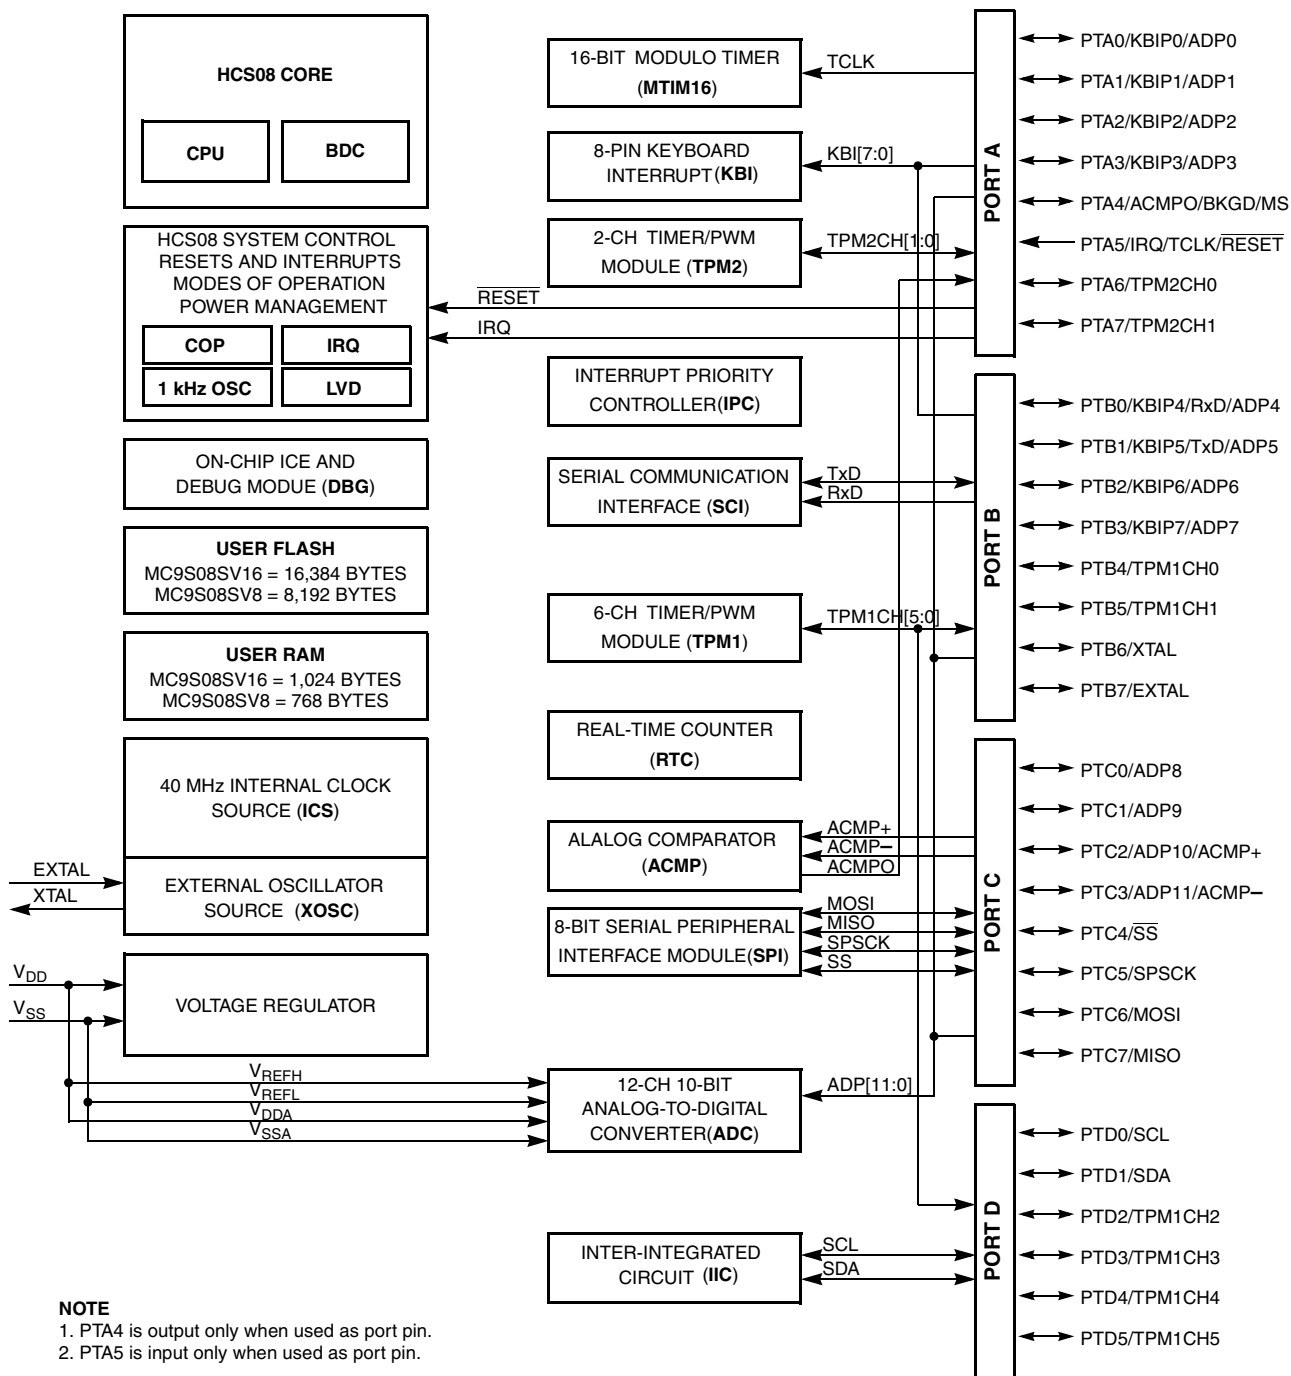 HCS08 CORE
CPU
BDC
HCS08 SYSTEM CONTROL
RESETS AND INTERRUPTS
MODES OF OPERATION
POWER MANAGEMENT
COP
IRQ
1 kHz OSC
LVD
ON-CHIP ICE AND
DEBUG MODUE (DBG)
USER FLASH
MC9S08SV16 = 16,384 BYTES
MC9S08SV8 = 8,192 BYTES
USER RAM
MC9S08SV16 = 1,024 BYTES
MC9S08SV8 = 768 BYTES
40 MHz INTERNAL CLOCK
SOURCE (ICS)
EXTERNAL OSCILLATOR
SOURCE (XOSC)
EXTAL
XTAL
VDD
VSS
VOLTAGE REGULATOR
VREFH
VREFL
VDDA
VSSA
16-BIT MODULO TIMER
(MTIM16)
TCLK
8-PIN KEYBOARD
INTERRUPT(KBI)
KBI[7:0]
2-CH TIMER/PWM
MODULE (TPM2)
TPM2CH[1:0]
RESET
IRQ
INTERRUPT PRIORITY
CONTROLLER(IPC)
SERIAL COMMUNICATION
INTERFACE (SCI)
TxD
RxD
6-CH TIMER/PWM
MODULE (TPM1)
TPM1CH[5:0]
REAL-TIME COUNTER
(RTC)
ALALOG COMPARATOR
(ACMP)
ACMP+
ACMP–
ACMPO
8-BIT SERIAL PERIPHERAL
INTERFACE MODULE(SPI)
MOSI
MISO
SPSCK
SS
12-CH 10-BIT
ANALOG-TO-DIGITAL
CONVERTER(ADC)
ADP[11:0]
INTER-INTEGRATED
CIRCUIT (IIC)
SCL
SDA
PORT A
PTA0/KBIP0/ADP0
PTA1/KBIP1/ADP1
PTA2/KBIP2/ADP2
PTA3/KBIP3/ADP3
PTA4/ACMPO/BKGD/MS
PTA5/IRQ/TCLK/RESET
PTA6/TPM2CH0
PTA7/TPM2CH1
PORT B
PTB0/KBIP4/RxD/ADP4
PTB1/KBIP5/TxD/ADP5
PTB2/KBIP6/ADP6
PTB3/KBIP7/ADP7
PTB4/TPM1CH0
PTB5/TPM1CH1
PTB6/XTAL
PTB7/EXTAL
PORT C
PTC0/ADP8
PTC1/ADP9
PTC2/ADP10/ACMP+
PTC3/ADP11/ACMP–
PTC4/SS
PTC5/SPSCK
PTC6/MOSI
PTC7/MISO
PORT D
PTD0/SCL
PTD1/SDA
PTD2/TPM1CH2
PTD3/TPM1CH3
PTD4/TPM1CH4
PTD5/TPM1CH5
NOTE
1. PTA4 is output only when used as port pin.
2. PTA5 is input only when used as port pin.